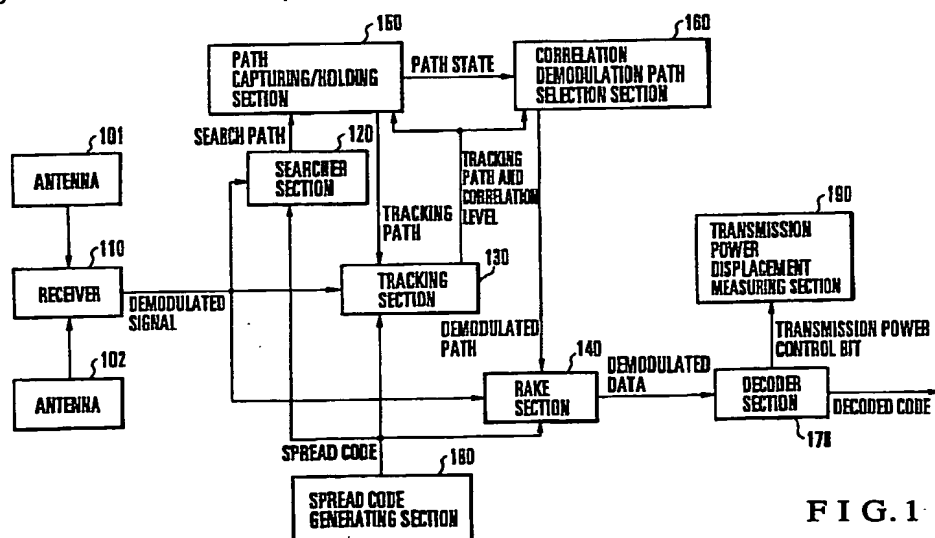 160
PATH
CAPTURING/HOLDING
SECTION
PATH STATE
160
CORRELATION
DEMODULATION PATH
SELECTION SECTION
SEARCH PATH
120
SEARCHER
SECTION
101
ANTENNA
TRACKING
PATH
TRACKING
PATH AND
CORRELATION
LEVEL
190
TRANSMISSION
POWER
DISPLACEMENT
MEASURING SECTION
110
RECEIVER
DEMODULATED
SIGNAL
130
TRACKING
SECTION
DEMODULATED
PATH
TRANSMISSION POWER
CONTROL BIT
102
ANTENNA
140
RAKE
SECTION
DEMODULATED
DATA
DECODER
SECTION
178
DECODED CODE
SPREAD CODE
180
SPREAD CODE
GENERATING SECTION
F I G. 1